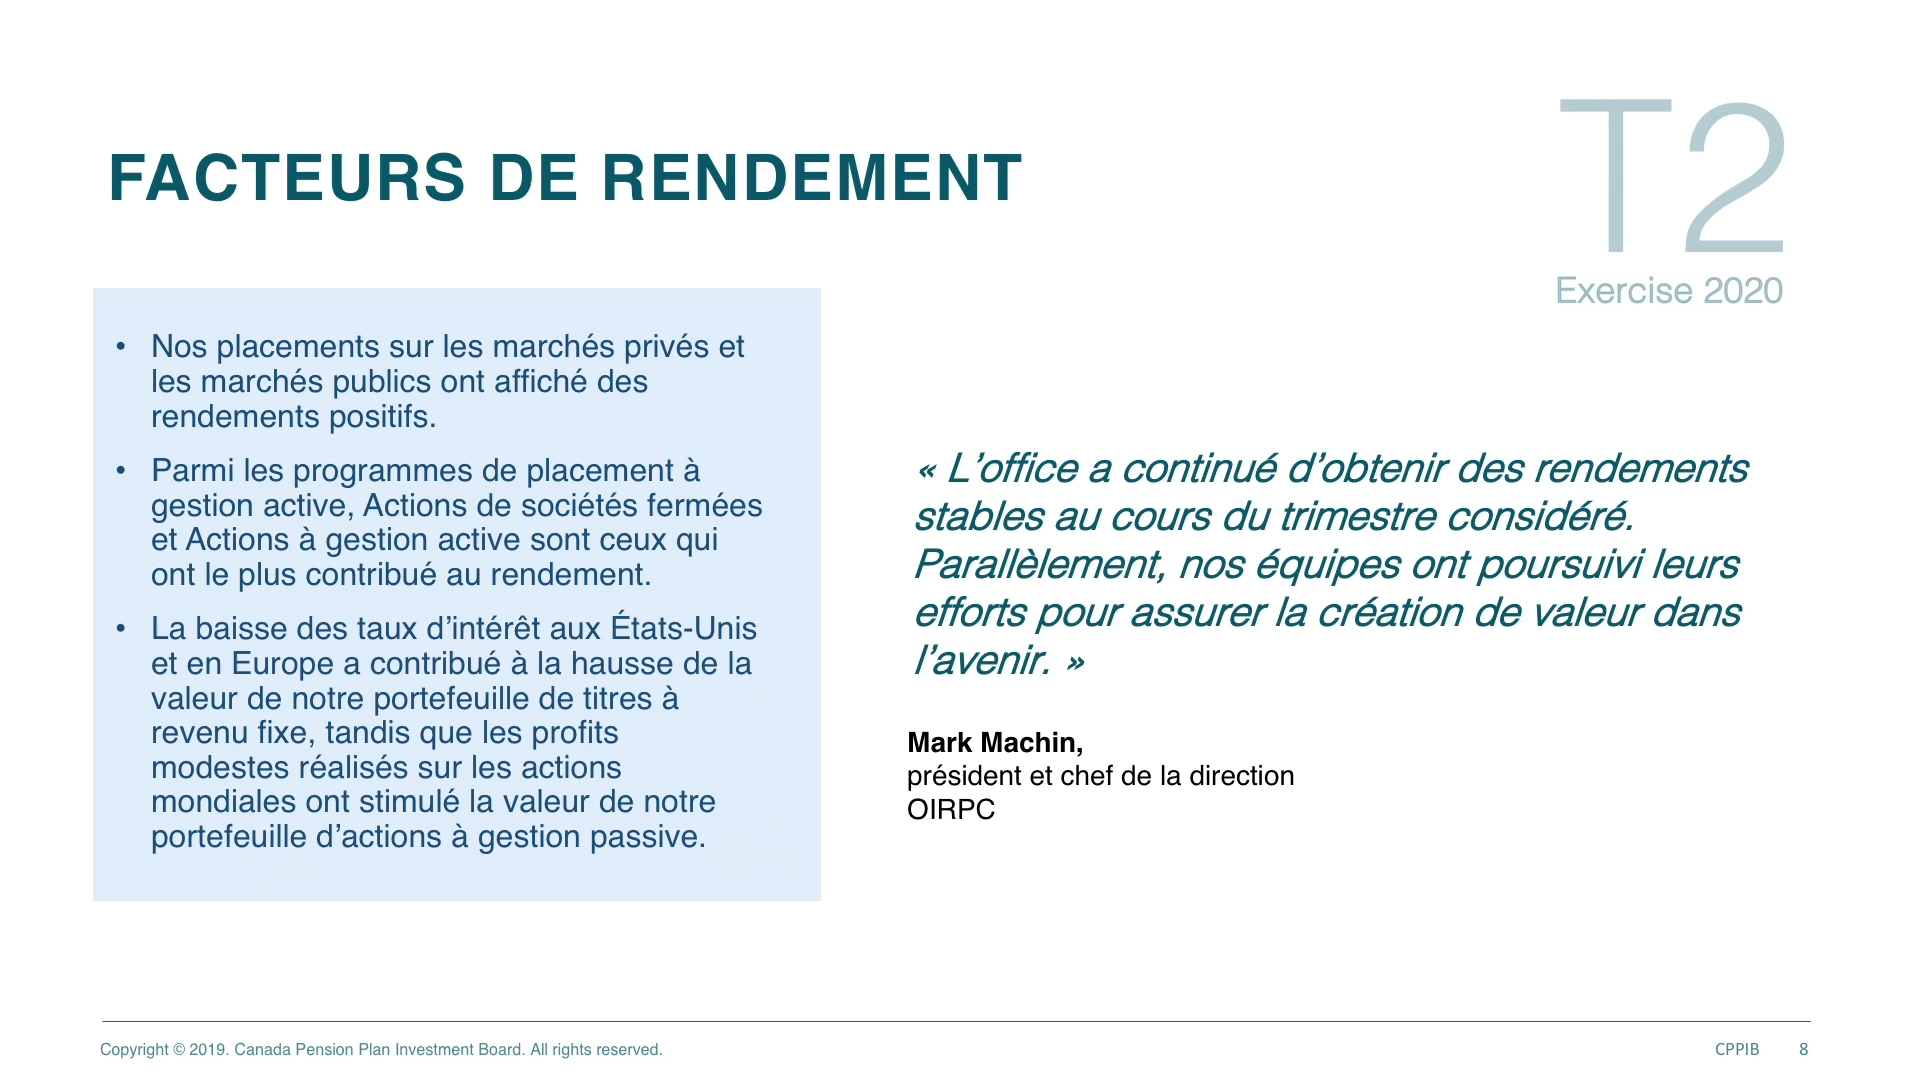 FACTEURS DE RENDEMENT
T2
Exercise 2020
• Nos placements sur les marchés privés et
les marchés publics ont affiché des
rendements positifs.
• Parmi les programmes de placement à
gestion active, Actions de sociétés fermées
et Actions à gestion active sont ceux qui
ont le plus contribué au rendement.
• La baisse des taux d’intérêt aux États-Unis
et en Europe a contribué à la hausse de la
valeur de notre portefeuille de titres à
revenu fixe, tandis que les profits
modestes réalisés sur les actions
mondiales ont stimulé la valeur de notre
portefeuille d’actions à gestion passive.
« L’office a continué d’obtenir des rendements
stables au cours du trimestre considéré.
Parallèlement, nos équipes ont poursuivi leurs
efforts pour assurer la création de valeur dans
l’avenir. »
Mark Machin,
président et chef de la direction
OIRPC
Copyright © 2019. Canada Pension Plan Investment Board. All rights reserved.
CPPIB 8